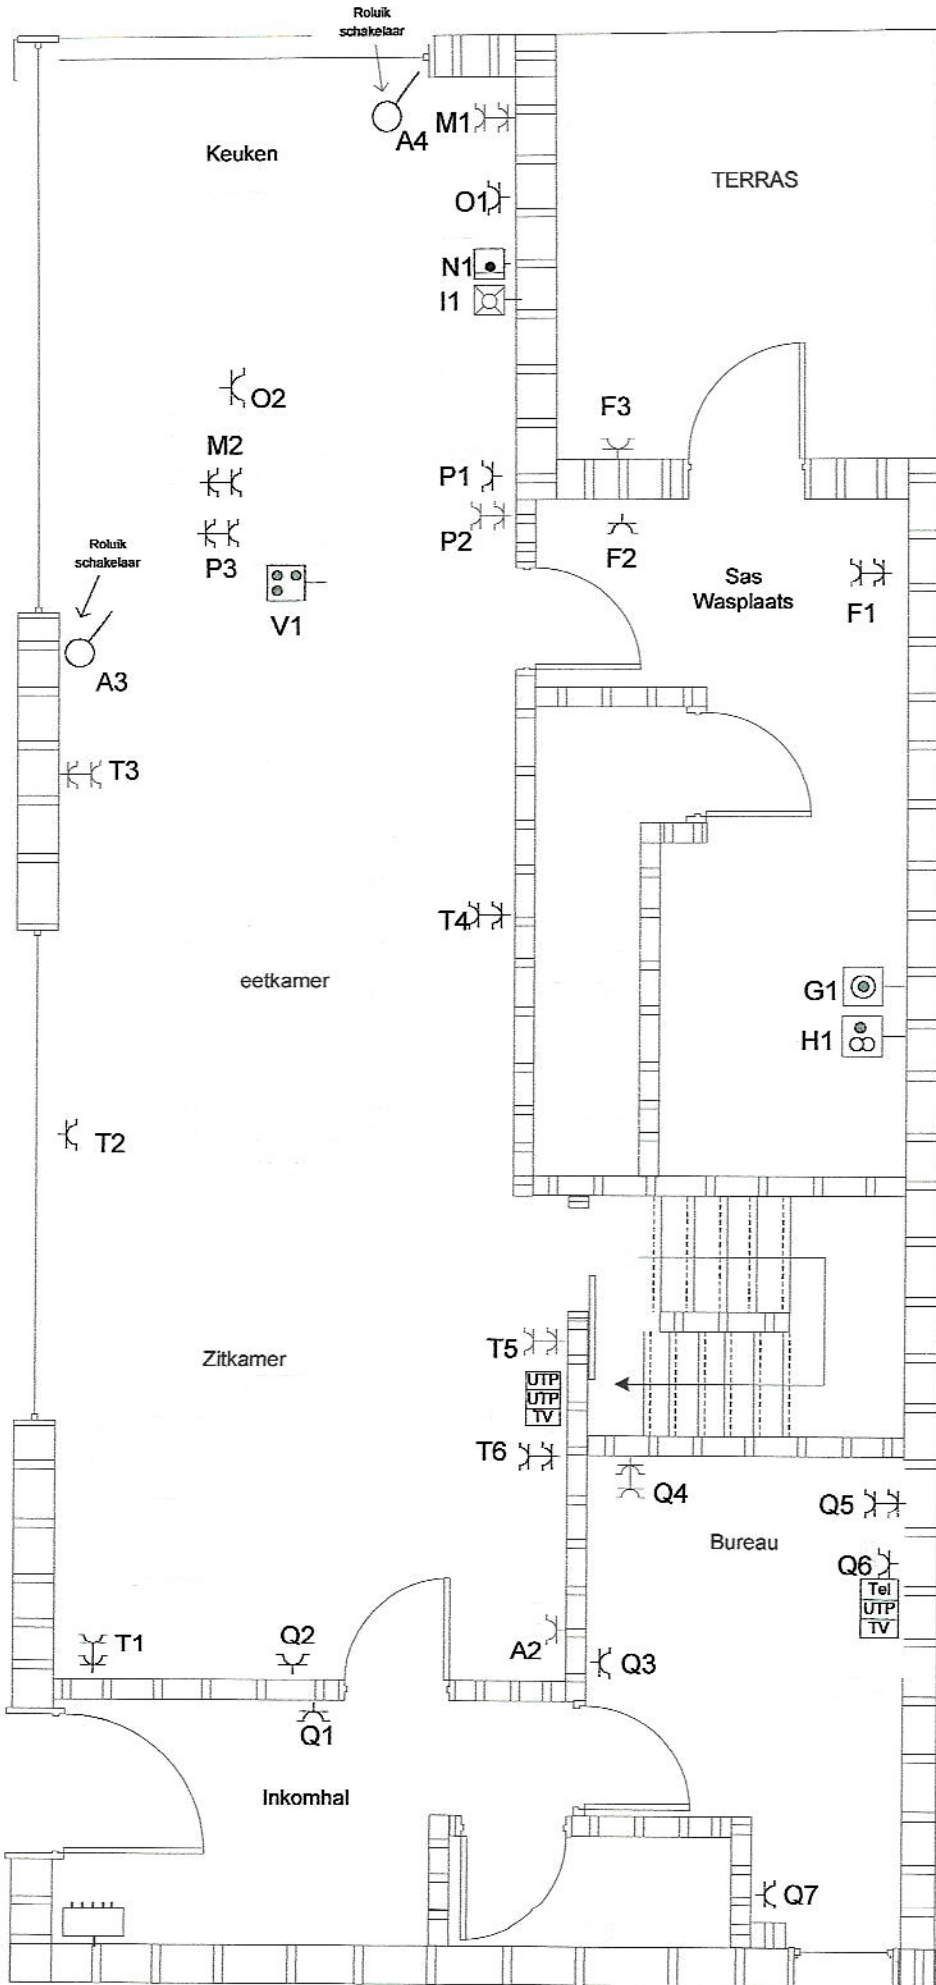 Roluik
schakelaar
A4
M1
Keuken
TERRAS
O1
N1
I1
O2
F3
M2
P1
P2
F2
P3
Roluik
schakelaar
Sas
Wasplaats
F1
V1
A3
T3
T4
eetkamer
G1
H1
T2
T5
Zitkamer
UTP
UTP
TV
T6
Q4
Q5
Bureau
Q6
Tel
UTP
TV
T1
Q2
A2
Q3
Q1
Inkomhal
Q7